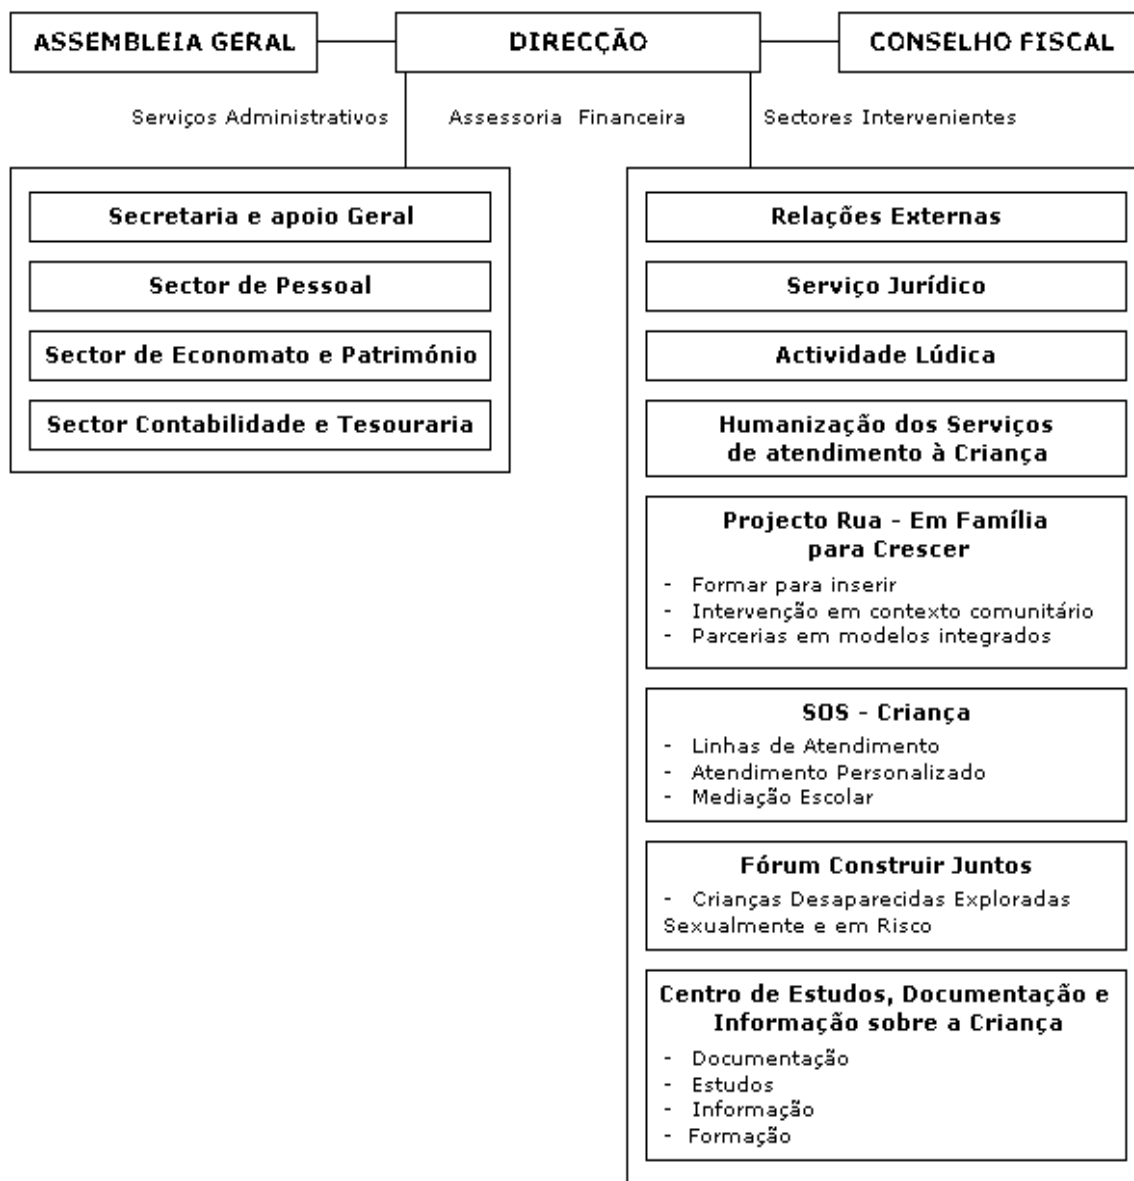 ASSEMBLEIA GERAL
DIRECÇÃO
CONSELHO FISCAL
Serviços Administrativos
Assessoria Financeira
Sectores Intervenientes
Secretaria e apoio Geral
Sector de Pessoal
Sector de Economato e Património
Sector Contabilidade e Tesouraria
Relações Externas
Serviço Jurídico
Actividade Lúdica
Humanização dos Serviços
de atendimento à Criança
Projecto Rua - Em Família
para Crescer
- Formar para inserir
- Intervenção em contexto comunitário
- Parcerias em modelos integrados
SOS - Criança
- Linhas de Atendimento
- Atendimento Personalizado
- Mediação Escolar
Fórum Construir Juntos
- Crianças Desaparecidas Exploradas
Sexualmente e em Risco
Centro de Estudos, Documentação e
Informação sobre a Criança
- Documentação
- Estudos
- Informação
- Formação